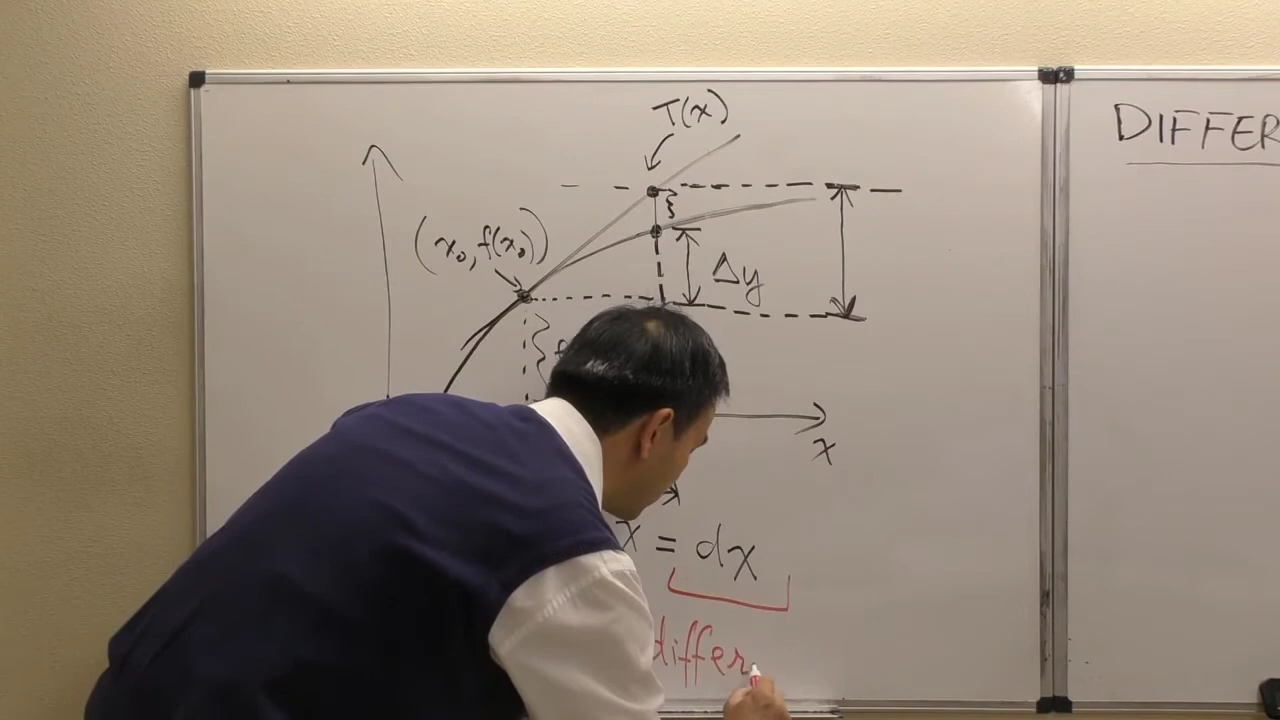 T(x)
DIFFER
(x₀, f(x₀))
Δy
x
x = dx
differ